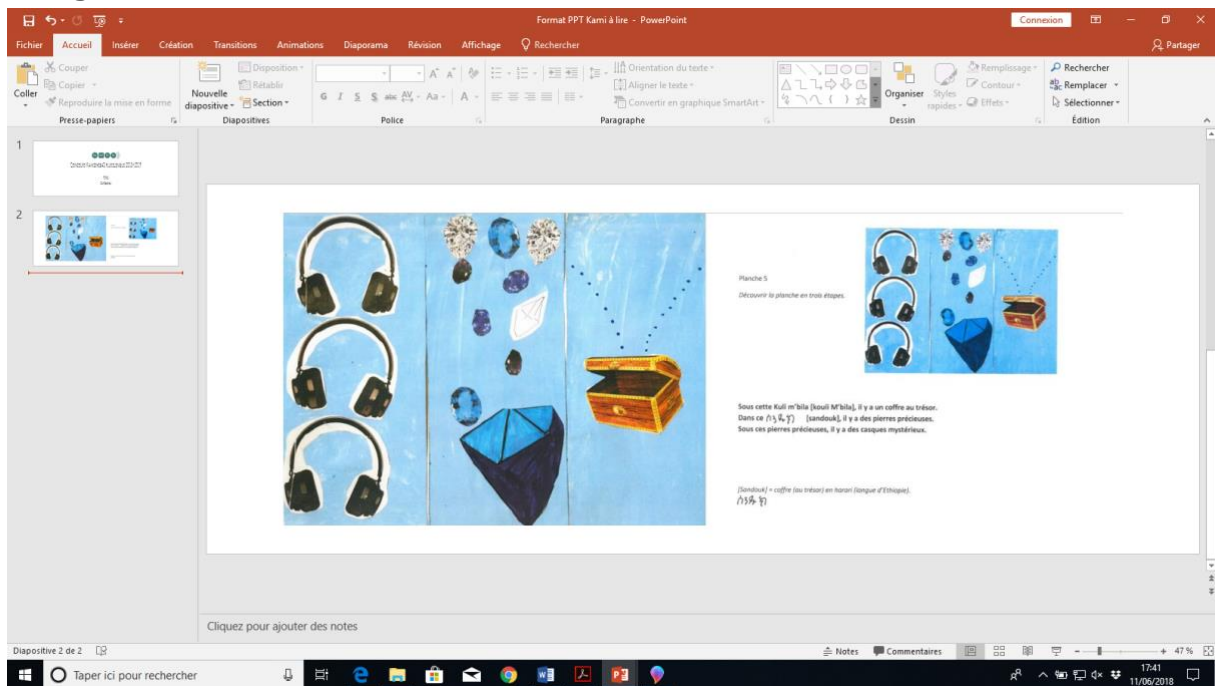 Format PPT Kami à lire - PowerPoint
Connexion
Fichier Accueil Insérer Création Transitions Animations Diaporama Révision Affichage Rechercher Partager
Coller
Couper
Copier
Reproduire la mise en forme
Presse-papiers
Nouvelle diapositive
Disposition
Rétablir
Section
Diapositives
G I S S abc AV Aa A
Police
Orientation du texte
Aligner le texte
Convertir en graphique SmartArt
Paragraphe
Organiser
Styles rapides
Remplissage
Contour
Effets
Dessin
Rechercher
Remplacer
Sélectionner
Édition
1
2
Planche 5
Découvrir la planche en trois étapes.
Sous cette Kuli m'bila [kouli M'bila], il y a un coffre au trésor.
Dans ce [sandouk], il y a des pierres précieuses.
Sous ces pierres précieuses, il y a des casques mystérieux.
[Sandouk] = coffre (au trésor) en harari (langue d'Ethiopie).
Cliquez pour ajouter des notes
Diapositive 2 de 2
Notes Commentaires 47 %
Taper ici pour rechercher
17:41
11/06/2018